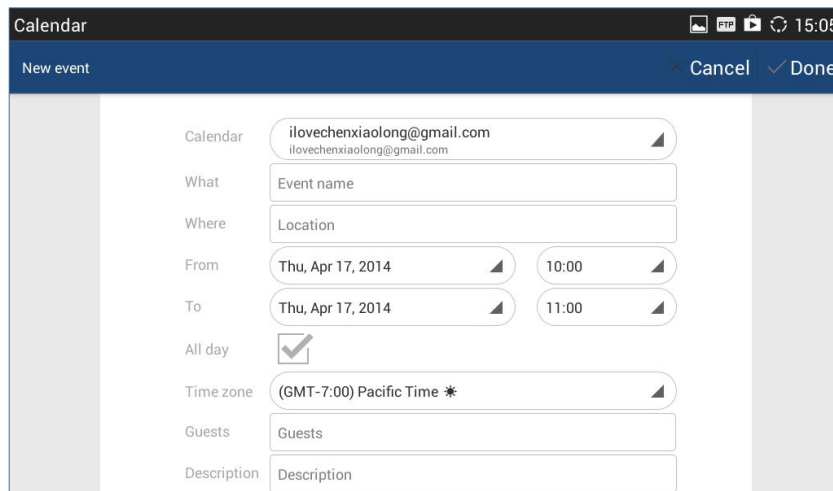 Calendar FTP 15:05
New event Cancel Done
Calendar ilovechenxiaolong@gmail.com
ilovechenxiaolong@gmail.com
What Event name
Where Location
From Thu, Apr 17, 2014 10:00
To Thu, Apr 17, 2014 11:00
All day
Time zone (GMT-7:00) Pacific Time ☀
Guests Guests
Description Description